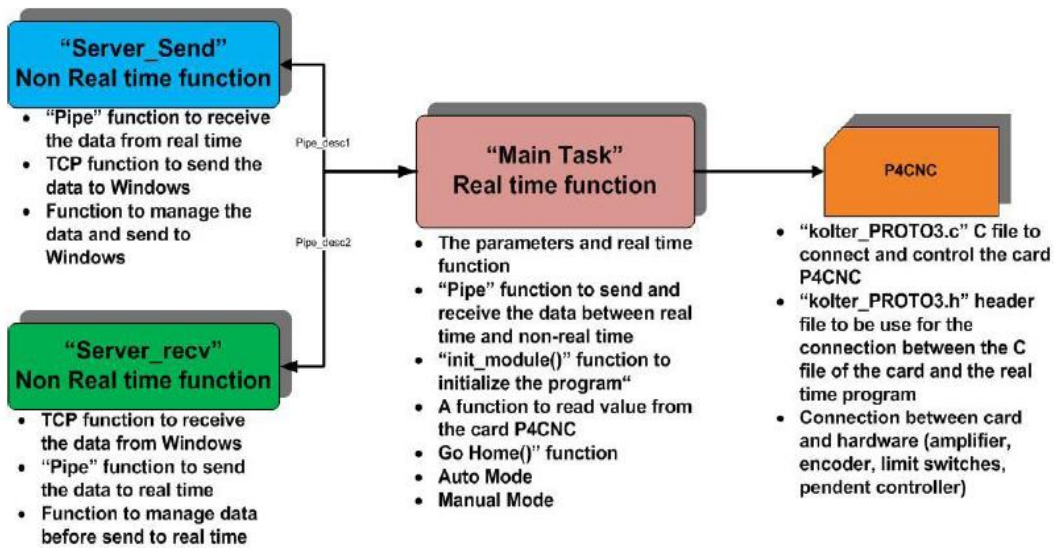 “Server_Send”
Non Real time function
• “Pipe” function to receive
the data from real time
• TCP function to send the
data to Windows
• Function to manage the
data and send to
Windows
Pipe_desc1
Pipe_desc2
“Server_recv”
Non Real time function
• TCP function to receive
the data from Windows
• “Pipe” function to send
the data to real time
• Function to manage data
before send to real time
“Main Task”
Real time function
• The parameters and real time
function
• “Pipe” function to send and
receive the data between real
time and non-real time
• “init_module()” function to
initialize the program“
• A function to read value from
the card P4CNC
• Go Home()” function
• Auto Mode
• Manual Mode
P4CNC
• “kolter_PROTO3.c” C file to
connect and control the card
P4CNC
• “kolter_PROTO3.h” header
file to be use for the
connection between the C
file of the card and the real
time program
• Connection between card
and hardware (amplifier,
encoder, limit switches,
pendent controller)